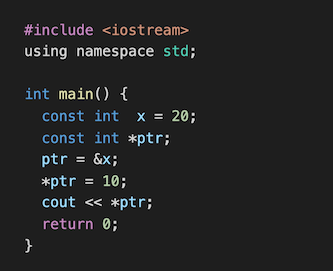 #include <iostream>
using namespace std;

int main() {
  const int  x = 20;
  const int *ptr;
  ptr = &x;
  *ptr = 10;
  cout << *ptr;
  return 0;
}